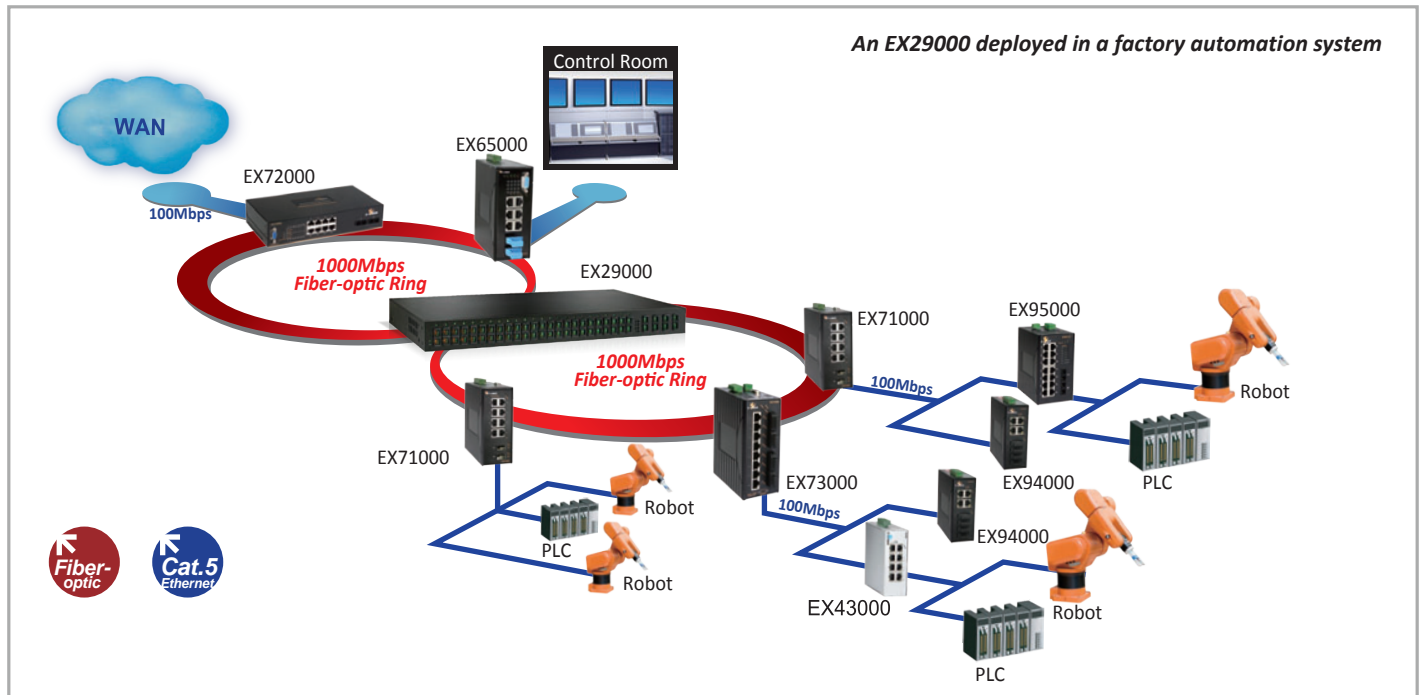 An EX29000 deployed in a factory automation system
Control Room
WAN
EX65000
EX72000
100Mbps
1000Mbps
Fiber-optic Ring
EX29000
EX71000
EX95000
1000Mbps
Fiber-optic Ring
100Mbps
Robot
EX71000
EX73000
EX94000
PLC
100Mbps
Robot
PLC
EX94000
Robot
Robot
EX43000
PLC
Fiber-
optic
Cat.5
Ethernet